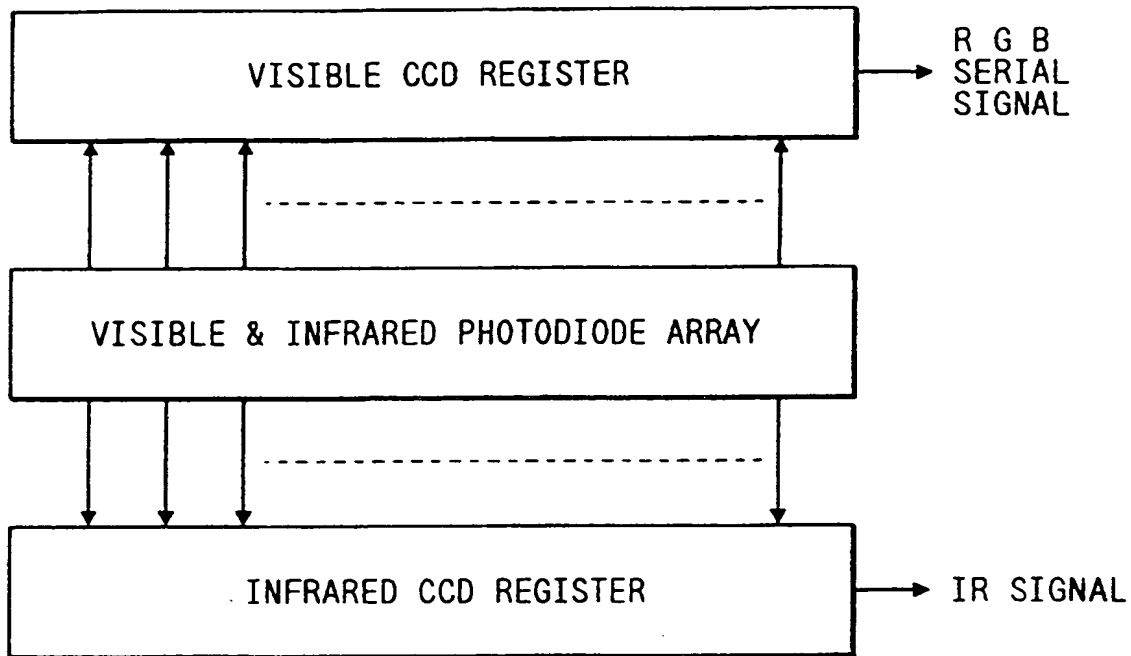 VISIBLE CCD REGISTER
R G B
SERIAL
SIGNAL
VISIBLE & INFRARED PHOTODIODE ARRAY
INFRARED CCD REGISTER
IR SIGNAL